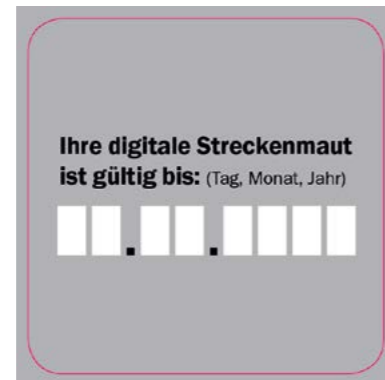 Ihre digitale Streckenmaut
ist gültig bis: (Tag, Monat, Jahr)
. .